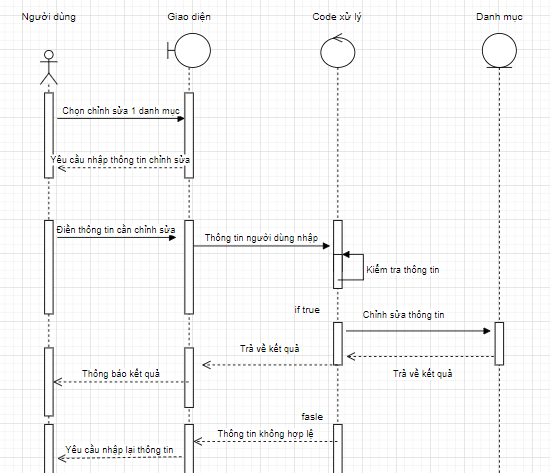 Người dùng
Giao diện
Code xử lý
Danh mục
Chọn chỉnh sửa 1 danh mục
Yêu cầu nhập thông tin chỉnh sửa
Điền thông tin cần chỉnh sửa
Thông tin người dùng nhập
Kiểm tra thông tin
if true
Chỉnh sửa thông tin
Trả về kết quả
Thông báo kết quả
Trả về kết quả
fasle
Thông tin không hợp lệ
Yêu cầu nhập lại thông tin